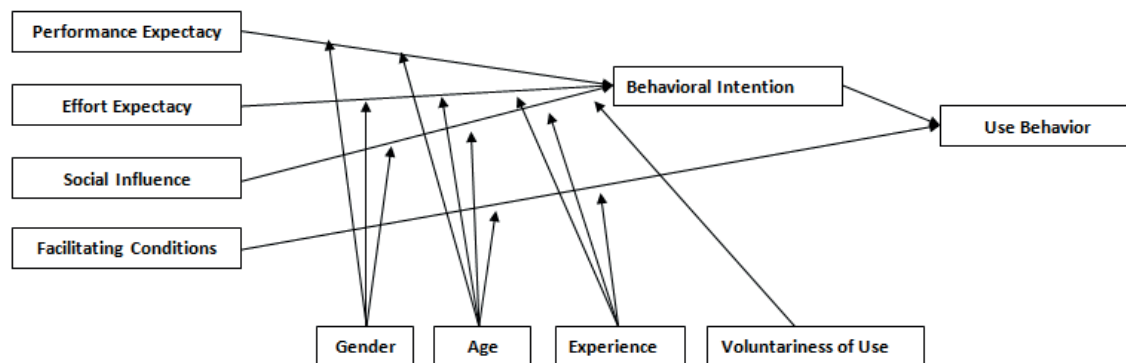 Performance Expectacy
Behavioral Intention
Effort Expectacy
Use Behavior
Social Influence
Facilitating Conditions
Gender
Age
Experience
Voluntariness of Use